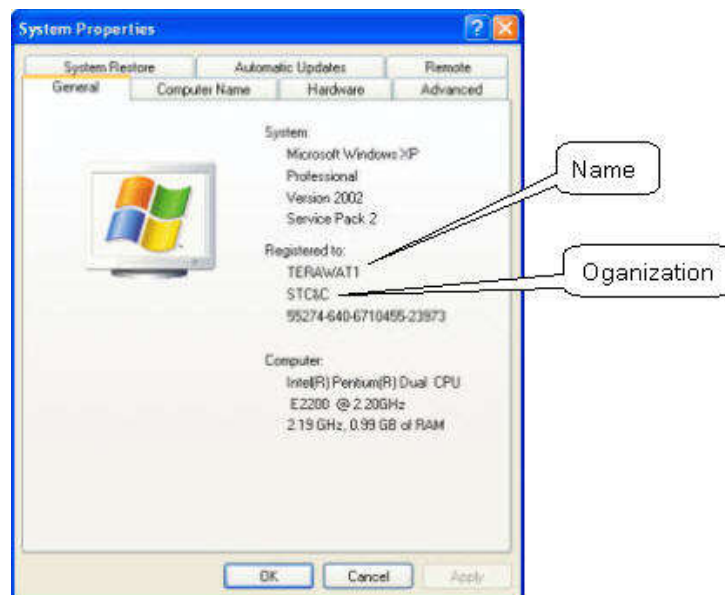 System Properties
System Restore
Automatic Updates
Remote
General
Computer Name
Hardware
Advanced
System:
Microsoft Windows XP
Professional
Version 2002
Service Pack 2
Name
Registered to:
TERAWAT1
STC&C
Oganization
55274-640-6710455-23973
Computer:
Intel(R) Pentium(R) Dual CPU
E2200 @ 2.20GHz
2.19 GHz, 0.99 GB of RAM
OK
Cancel
Apply